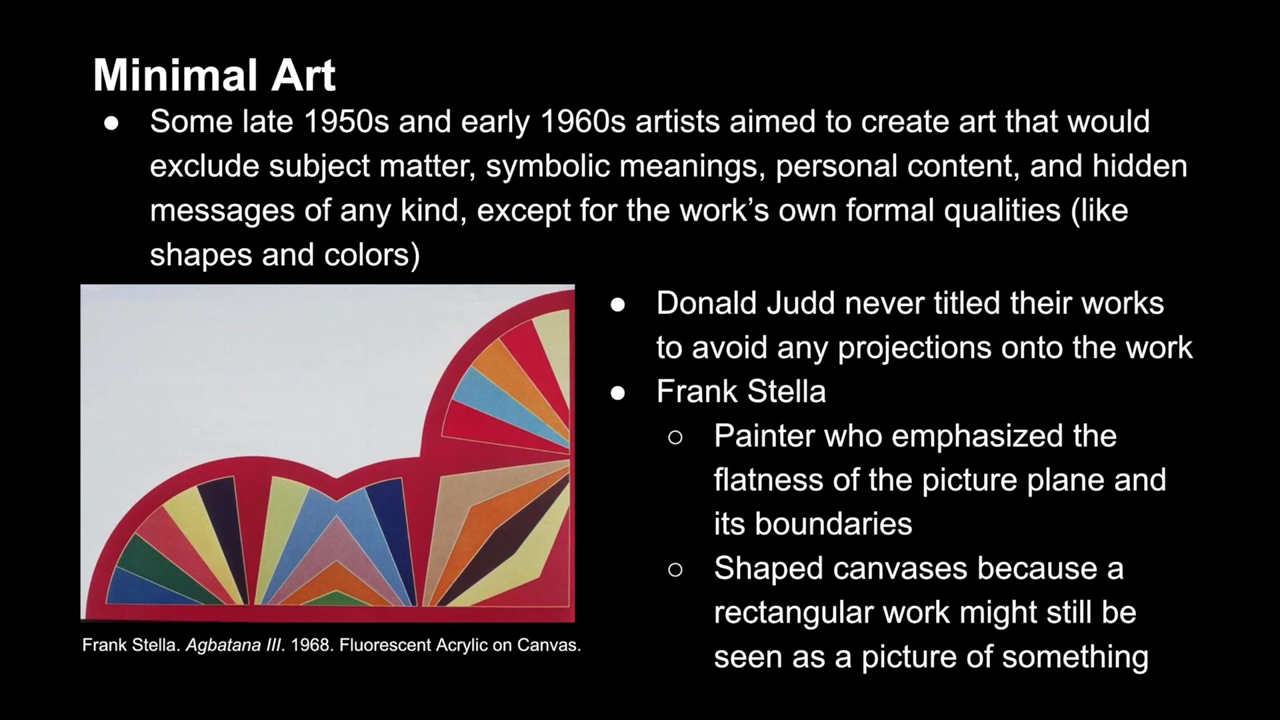 Minimal Art
● Some late 1950s and early 1960s artists aimed to create art that would
exclude subject matter, symbolic meanings, personal content, and hidden
messages of any kind, except for the work’s own formal qualities (like
shapes and colors)
● Donald Judd never titled their works
to avoid any projections onto the work
● Frank Stella
○ Painter who emphasized the
flatness of the picture plane and
its boundaries
○ Shaped canvases because a
rectangular work might still be
seen as a picture of something
Frank Stella. Agbatana III. 1968. Fluorescent Acrylic on Canvas.